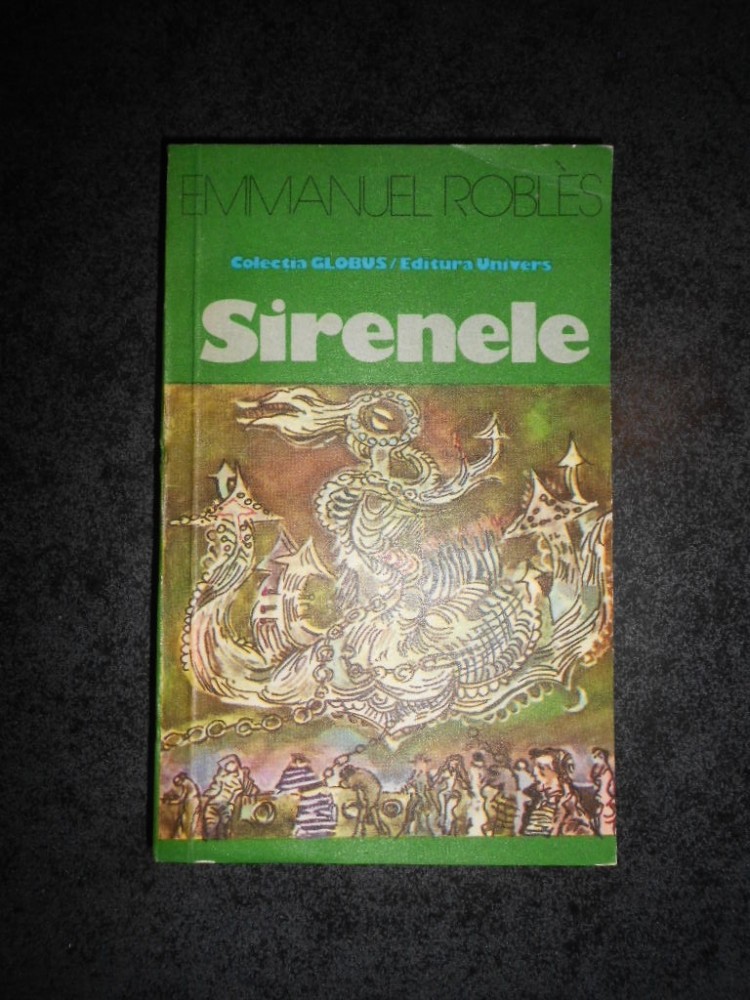 EMMANUEL ROBLÈS
Colecția GLOBUS / Editura Univers
Sirenele